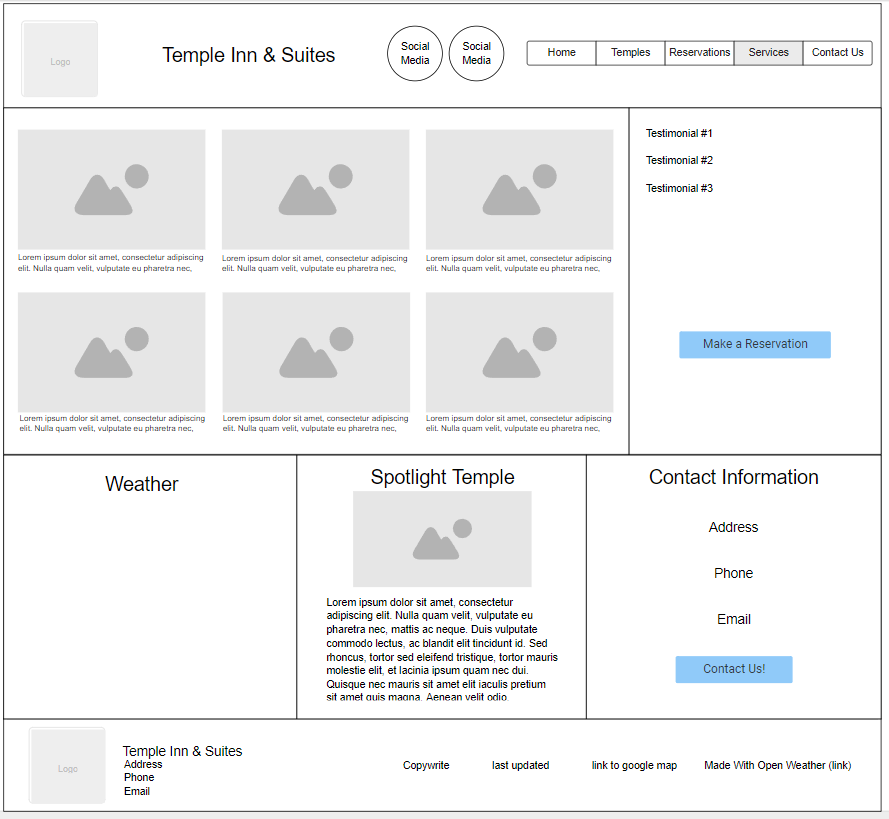 Logo
Temple Inn & Suites
Social
Media
Social
Media
Home
Temples
Reservations
Services
Contact Us
Lorem ipsum dolor sit amet, consectetur adipiscing
elit. Nulla quam velit, vulputate eu pharetra nec,
Lorem ipsum dolor sit amet, consectetur adipiscing
elit. Nulla quam velit, vulputate eu pharetra nec,
Lorem ipsum dolor sit amet, consectetur adipiscing
elit. Nulla quam velit, vulputate eu pharetra nec,
Lorem ipsum dolor sit amet, consectetur adipiscing
elit. Nulla quam velit, vulputate eu pharetra nec,
Lorem ipsum dolor sit amet, consectetur adipiscing
elit. Nulla quam velit, vulputate eu pharetra nec,
Lorem ipsum dolor sit amet, consectetur adipiscing
elit. Nulla quam velit, vulputate eu pharetra nec,
Testimonial #1
Testimonial #2
Testimonial #3
Make a Reservation
Weather
Spotlight Temple
Lorem ipsum dolor sit amet, consectetur
adipiscing elit. Nulla quam velit, vulputate eu
pharetra nec, mattis ac neque. Duis vulputate
commodo lectus, ac blandit elit tincidunt id. Sed
rhoncus, tortor sed eleifend tristique, tortor mauris
molestie elit, et lacinia ipsum quam nec dui.
Quisque nec mauris sit amet elit iaculis pretium
sit amet quis magna. Aenean velit odio,
Contact Information
Address
Phone
Email
Contact Us!
Logo
Temple Inn & Suites
Address
Phone
Email
Copywrite
last updated
link to google map
Made With Open Weather (link)